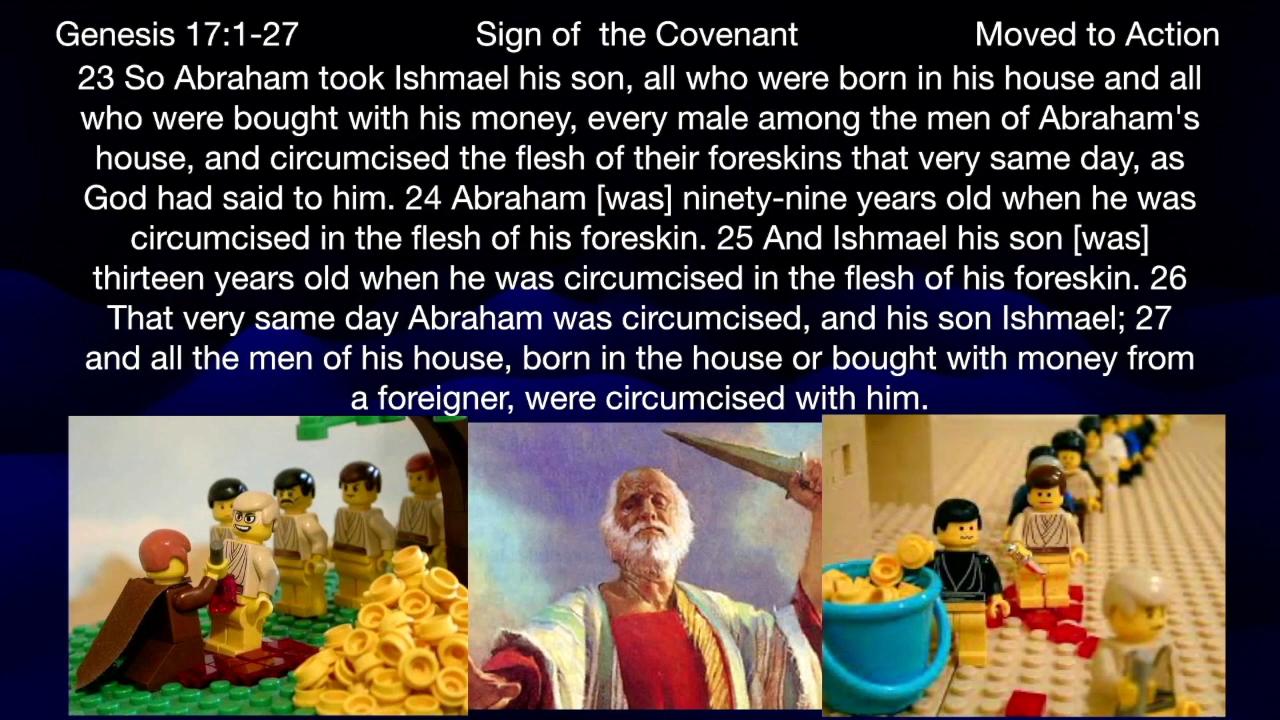 Genesis 17:1-27 Sign of  the Covenant Moved to Action
23 So Abraham took Ishmael his son, all who were born in his house and all
who were bought with his money, every male among the men of Abraham's
house, and circumcised the flesh of their foreskins that very same day, as
God had said to him. 24 Abraham [was] ninety-nine years old when he was
circumcised in the flesh of his foreskin. 25 And Ishmael his son [was]
thirteen years old when he was circumcised in the flesh of his foreskin. 26
That very same day Abraham was circumcised, and his son Ishmael; 27
and all the men of his house, born in the house or bought with money from
a foreigner, were circumcised with him.